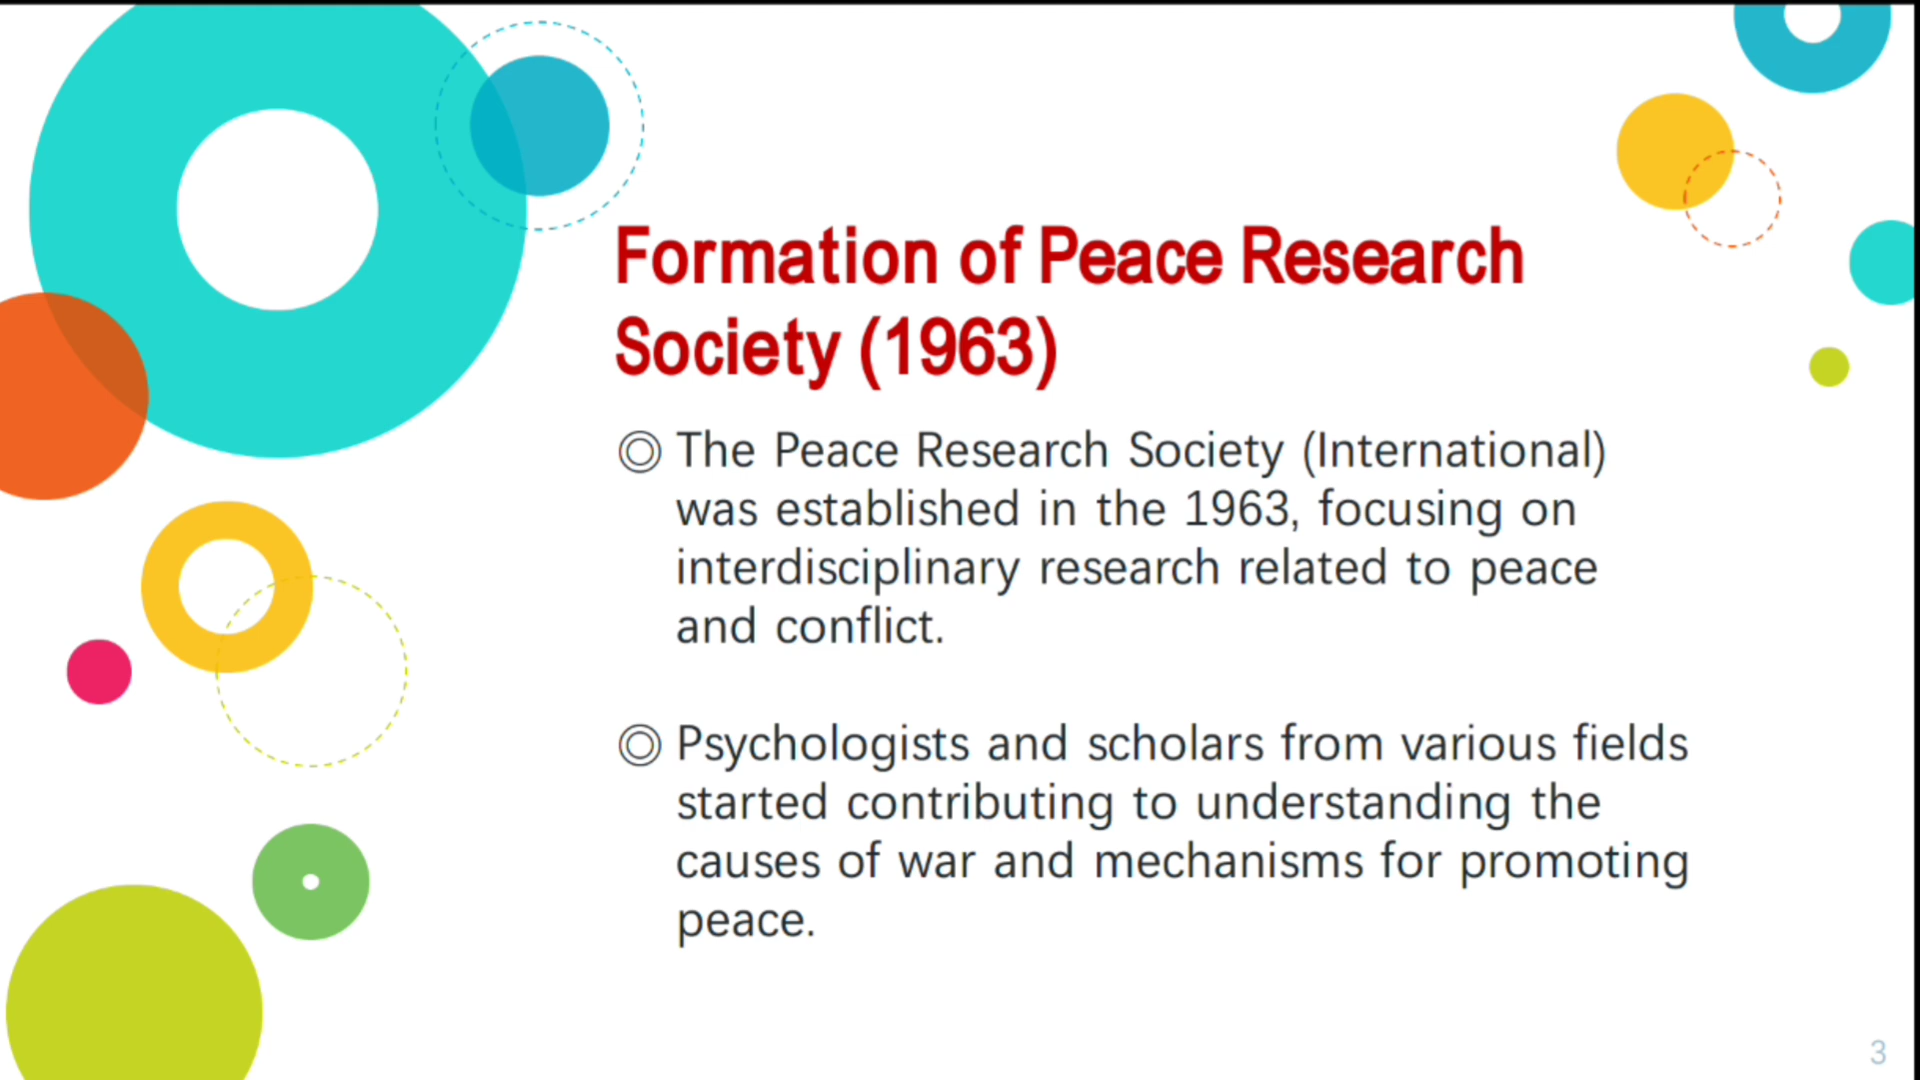 Formation of Peace Research
Society (1963)
◎ The Peace Research Society (International)
was established in the 1963, focusing on
interdisciplinary research related to peace
and conflict.
◎ Psychologists and scholars from various fields
started contributing to understanding the
causes of war and mechanisms for promoting
peace.
3